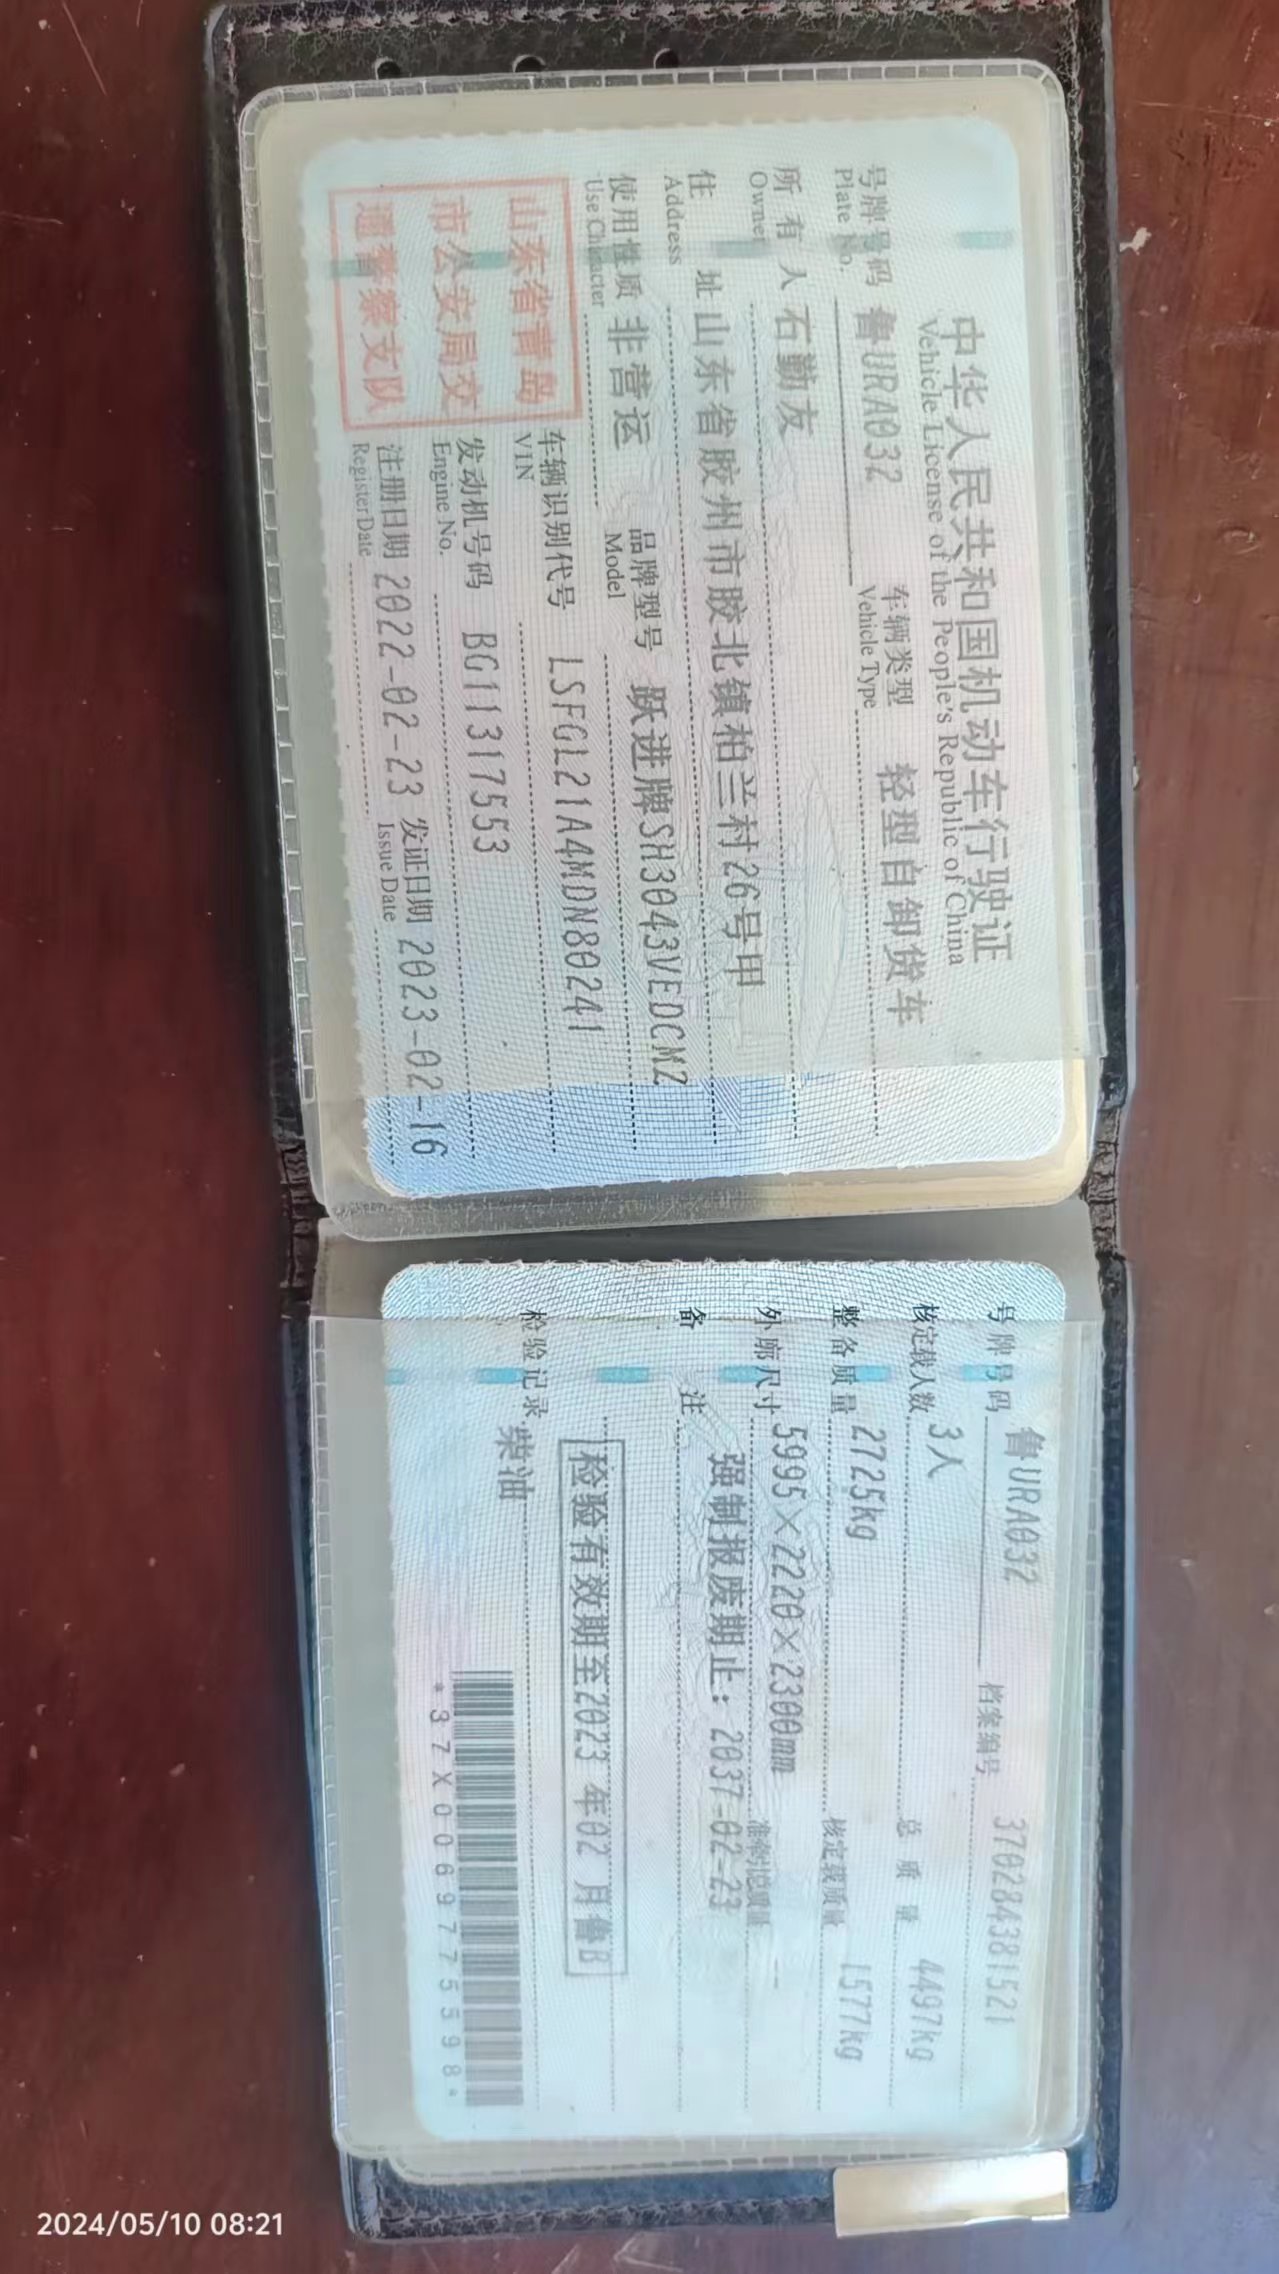 中华人民共和国机动车行驶证
Vehicle License of the People's Republic of China
号牌号码 鲁URA032 车辆类型 轻型自卸货车
Plate No. Vehicle Type
所有人 石勤友
Owner
住址 山东省胶州市胶北镇柏兰村26号甲
Address
使用性质 非营运 品牌型号 跃进牌SH3043VEDCMZ
Use Character Model
山东省青岛
市公安局交
通警察支队
车辆识别代号 LSFGL21A4MDN80241
VIN
发动机号码 BG11317553
Engine No.
注册日期 2022-02-23 发证日期 2023-02-16
Register Date Issue Date
号牌号码 鲁URA032 档案编号 370284381521
核定载人数 3人 总质量 4497kg
整备质量 2725kg 核定载质量 1577kg
外廓尺寸 5995×2220×2300mm 准牵引总质量 --
备注 强制报废期止：2037-02-23
检验有效期至2023年02月鲁B
检验记录
柴油
*37X0069775598*
2024/05/10 08:21